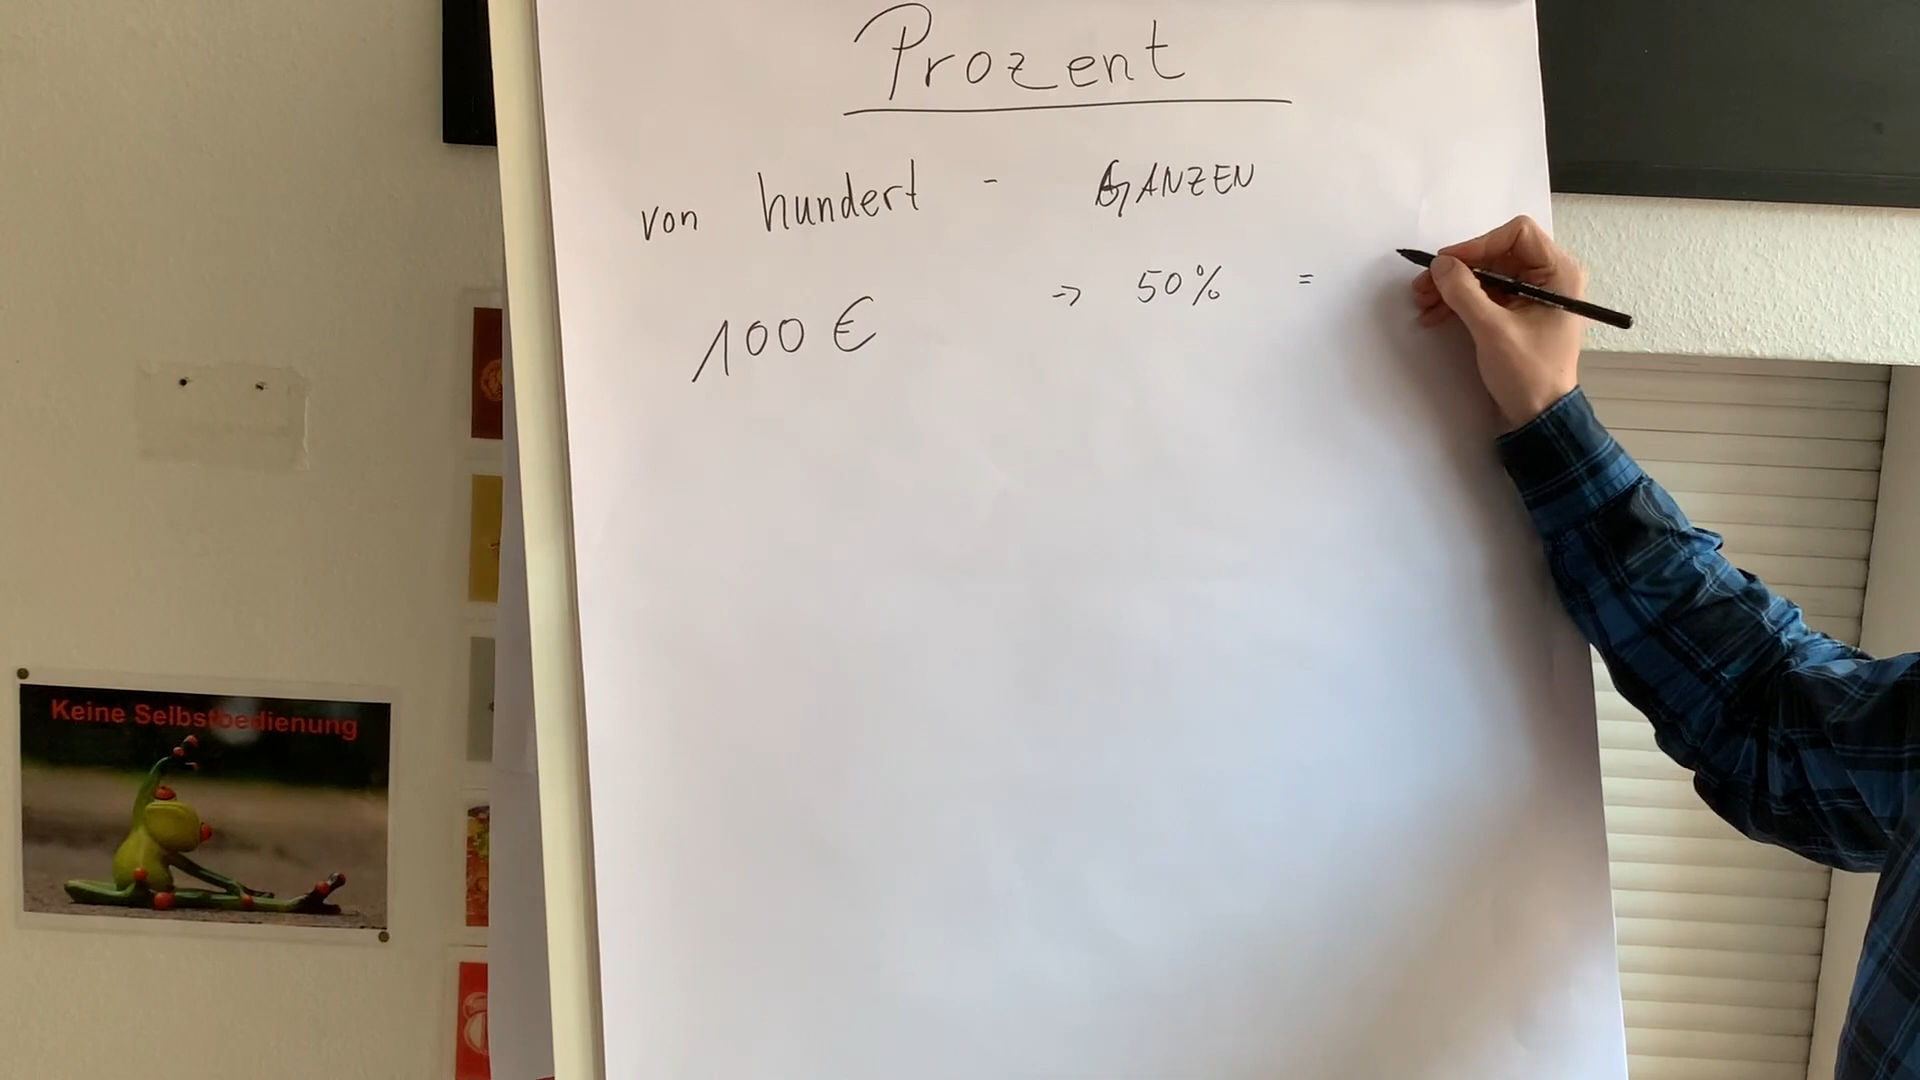 Prozent
von hundert - GANZEN
100 € → 50% =
Keine Selbstbedienung